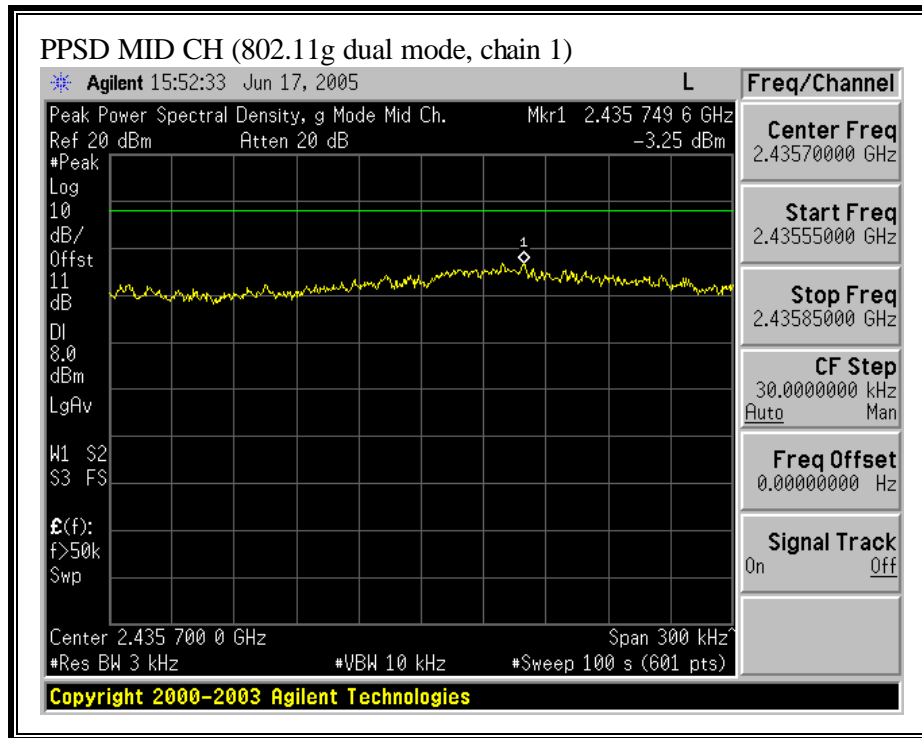 PPSD MID CH (802.11g dual mode, chain 1)
Agilent 15:52:33 Jun 17, 2005 L
Peak Power Spectral Density, g Mode Mid Ch. Mkr1 2.435 749 6 GHz
Ref 20 dBm Atten 20 dB -3.25 dBm
#Peak
Log
10
dB/
Offst
11
dB
DI
8.0
dBm
LgAv
W1 S2
S3 FS
£(f):
f>50k
Swp
1
Center 2.435 700 0 GHz Span 300 kHz^
#Res BW 3 kHz #VBW 10 kHz #Sweep 100 s (601 pts)
Copyright 2000-2003 Agilent Technologies
Freq/Channel
Center Freq
2.43570000 GHz
Start Freq
2.43555000 GHz
Stop Freq
2.43585000 GHz
CF Step
30.0000000 kHz
Auto Man
Freq Offset
0.00000000 Hz
Signal Track
On Off